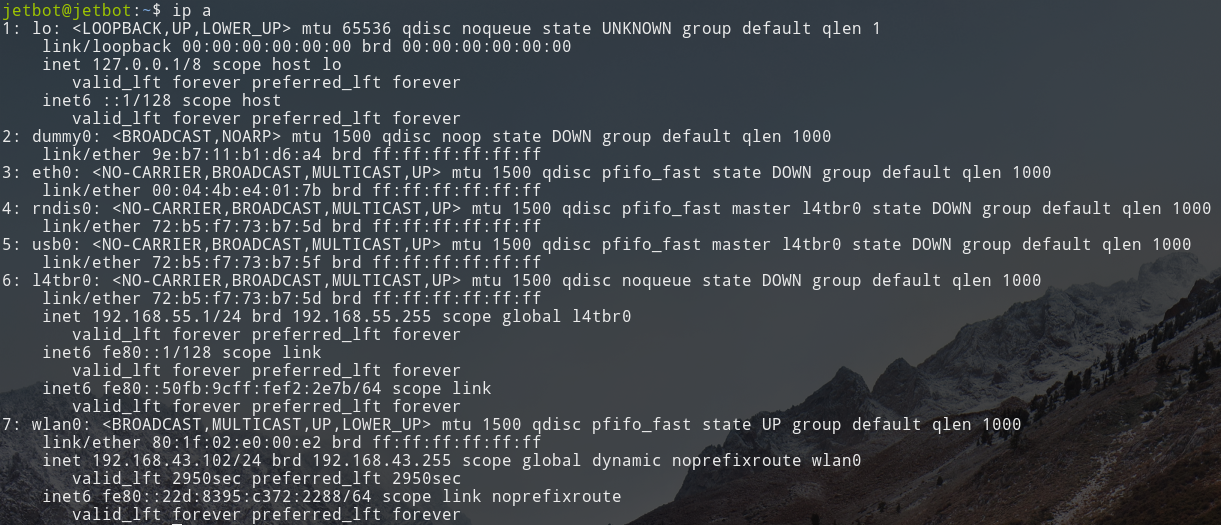 jetbot@jetbot:~$ ip a
1: lo: <LOOPBACK,UP,LOWER_UP> mtu 65536 qdisc noqueue state UNKNOWN group default qlen 1
    link/loopback 00:00:00:00:00:00 brd 00:00:00:00:00:00
    inet 127.0.0.1/8 scope host lo
       valid_lft forever preferred_lft forever
    inet6 ::1/128 scope host
       valid_lft forever preferred_lft forever
2: dummy0: <BROADCAST,NOARP> mtu 1500 qdisc noop state DOWN group default qlen 1000
    link/ether 9e:b7:11:b1:d6:a4 brd ff:ff:ff:ff:ff:ff
3: eth0: <NO-CARRIER,BROADCAST,MULTICAST,UP> mtu 1500 qdisc pfifo_fast state DOWN group default qlen 1000
    link/ether 00:04:4b:e4:01:7b brd ff:ff:ff:ff:ff:ff
4: rndis0: <NO-CARRIER,BROADCAST,MULTICAST,UP> mtu 1500 qdisc pfifo_fast master l4tbr0 state DOWN group default qlen 1000
    link/ether 72:b5:f7:73:b7:5d brd ff:ff:ff:ff:ff:ff
5: usb0: <NO-CARRIER,BROADCAST,MULTICAST,UP> mtu 1500 qdisc pfifo_fast master l4tbr0 state DOWN group default qlen 1000
    link/ether 72:b5:f7:73:b7:5f brd ff:ff:ff:ff:ff:ff
6: l4tbr0: <NO-CARRIER,BROADCAST,MULTICAST,UP> mtu 1500 qdisc noqueue state DOWN group default qlen 1000
    link/ether 72:b5:f7:73:b7:5d brd ff:ff:ff:ff:ff:ff
    inet 192.168.55.1/24 brd 192.168.55.255 scope global l4tbr0
       valid_lft forever preferred_lft forever
    inet6 fe80::1/128 scope link
       valid_lft forever preferred_lft forever
    inet6 fe80::50fb:9cff:fef2:2e7b/64 scope link
       valid_lft forever preferred_lft forever
7: wlan0: <BROADCAST,MULTICAST,UP,LOWER_UP> mtu 1500 qdisc pfifo_fast state UP group default qlen 1000
    link/ether 80:1f:02:e0:00:e2 brd ff:ff:ff:ff:ff:ff
    inet 192.168.43.102/24 brd 192.168.43.255 scope global dynamic noprefixroute wlan0
       valid_lft 2950sec preferred_lft 2950sec
    inet6 fe80::22d:8395:c372:2288/64 scope link noprefixroute
       valid_lft forever preferred_lft forever